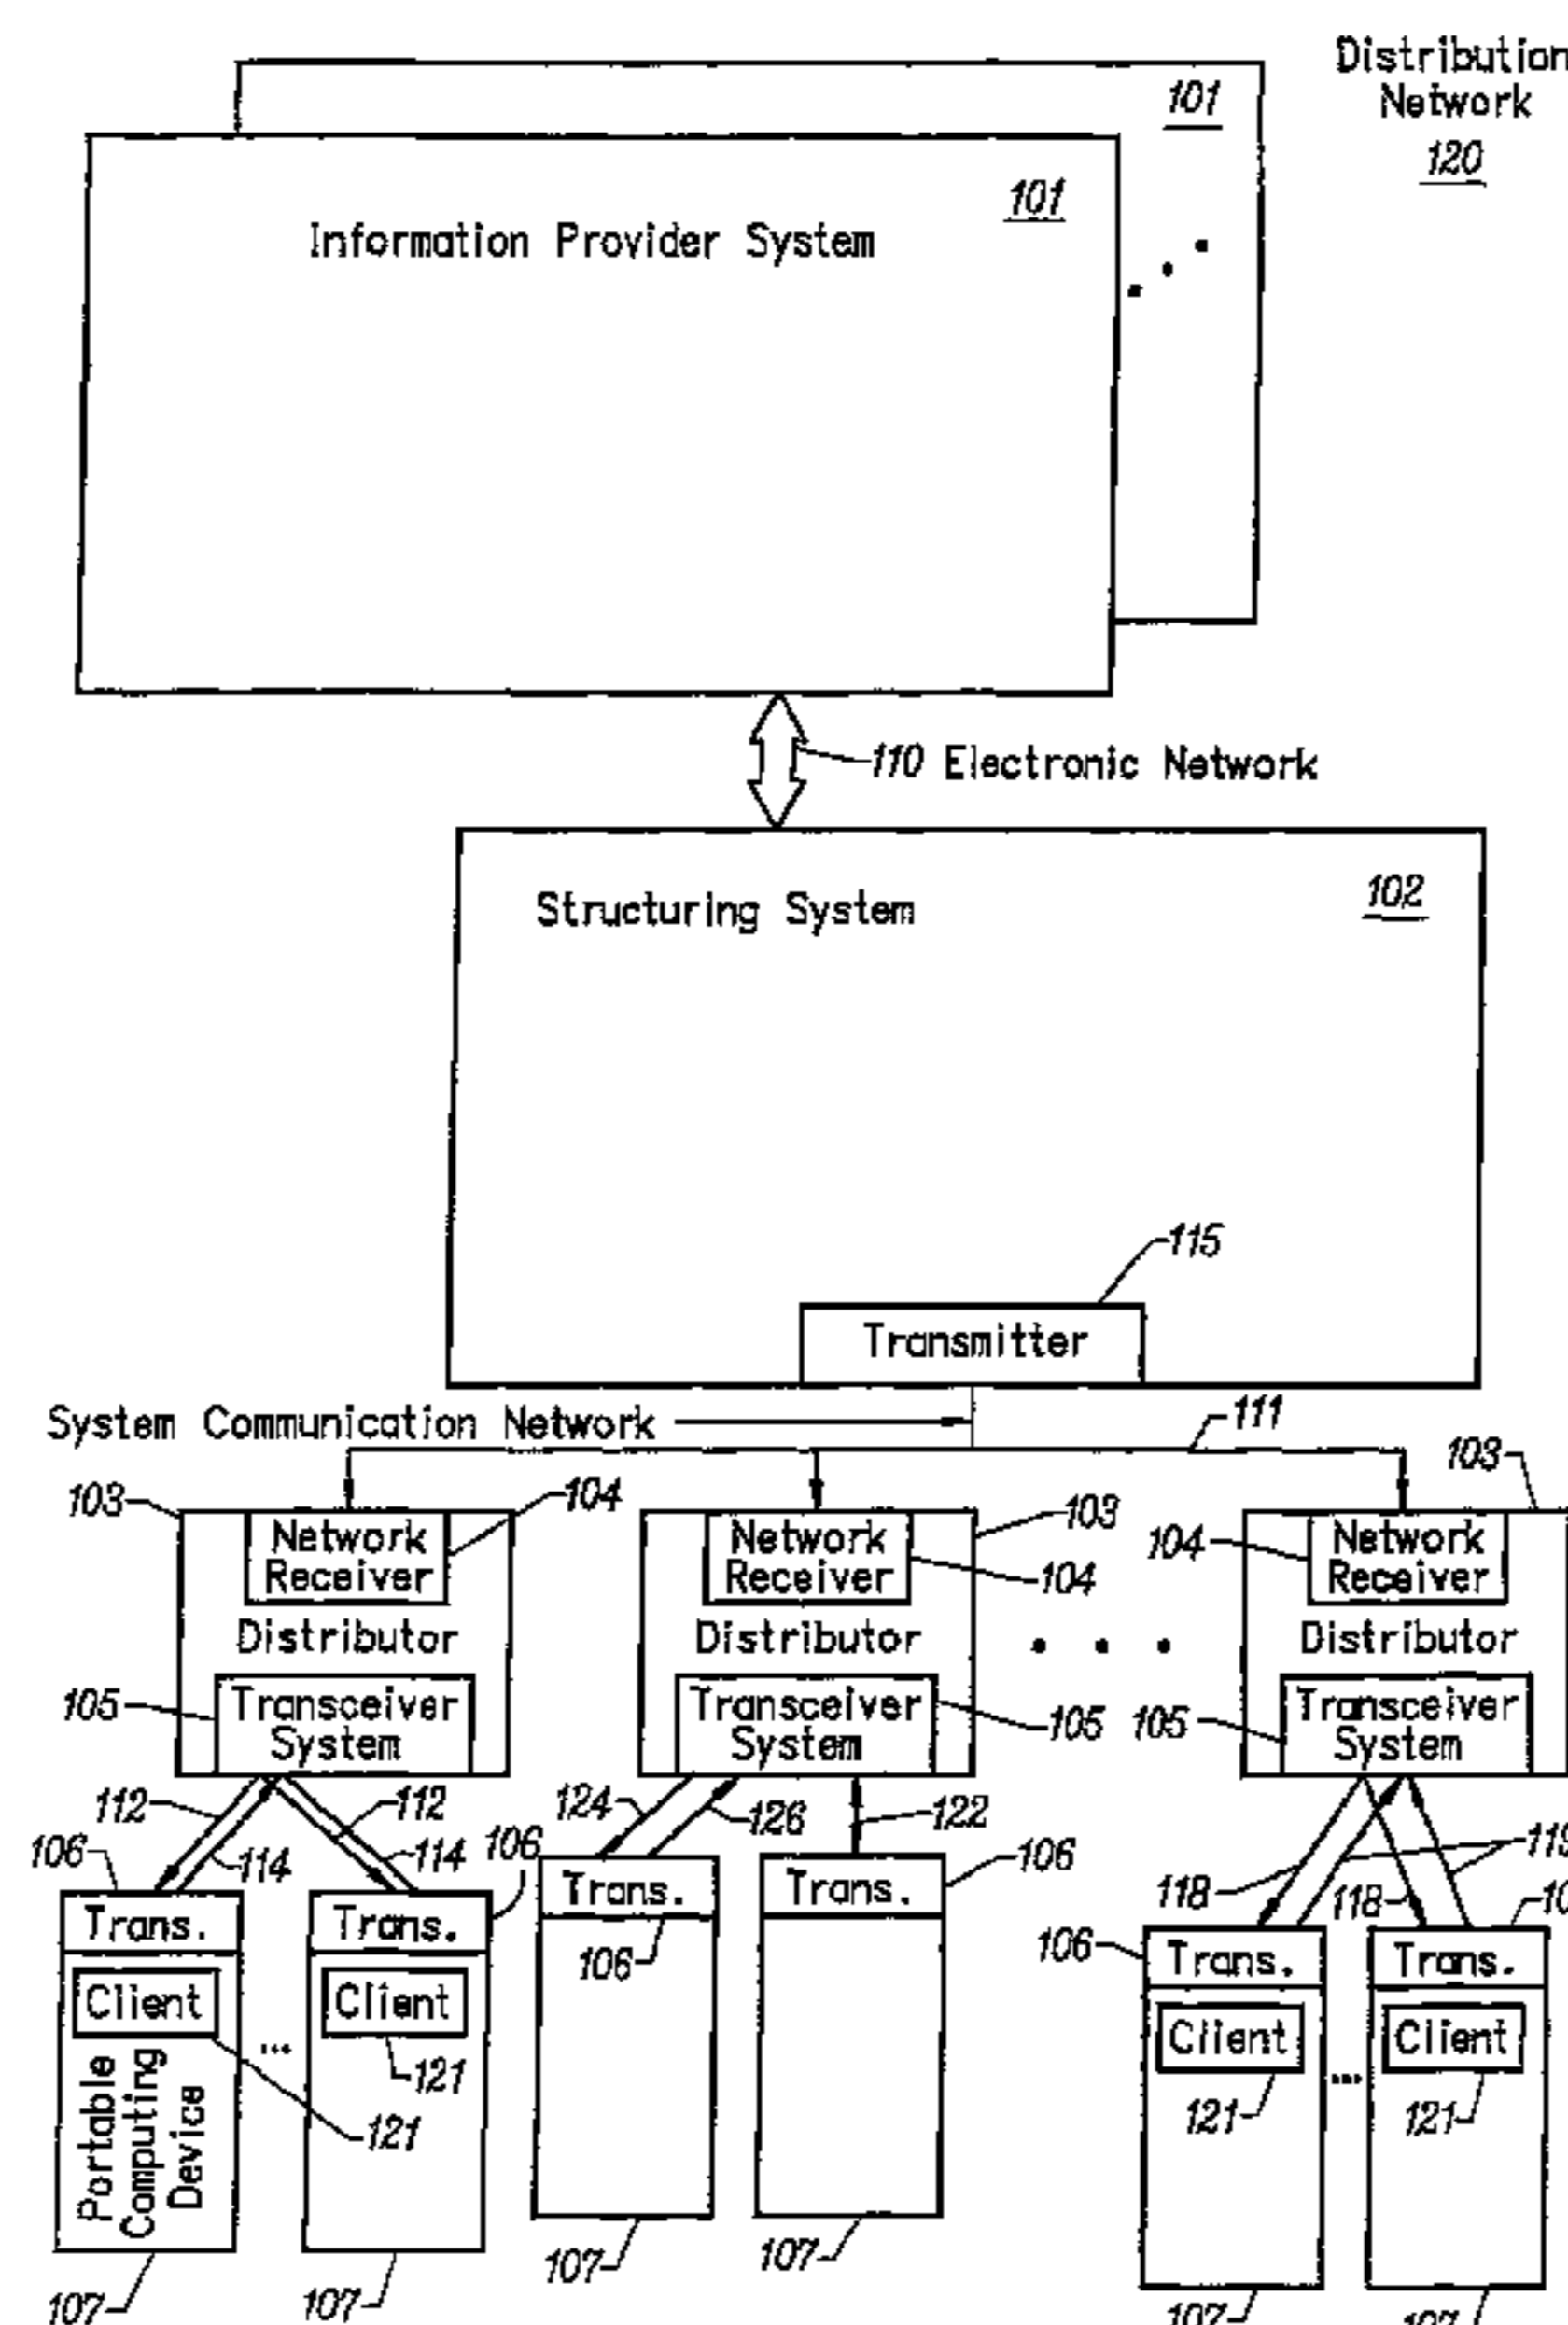 Distribution
Network
120
101
101
Information Provider System
110 Electronic Network
Structuring System
102
115
Transmitter
System Communication Network
111
103
104
Network
Receiver
Distributor
105
Transceiver
System
103
104
Network
Receiver
Distributor
105
Transceiver
System
103
104
Network
Receiver
Distributor
105
Transceiver
System
112
114
112
114
124
126
122
118
118
106
Trans.
Client
121
Portable
Computing
Device
107
106
Trans.
Client
121
107
Trans.
106
107
106
Trans.
107
106
Trans.
Client
121
107
Trans.
Client
121